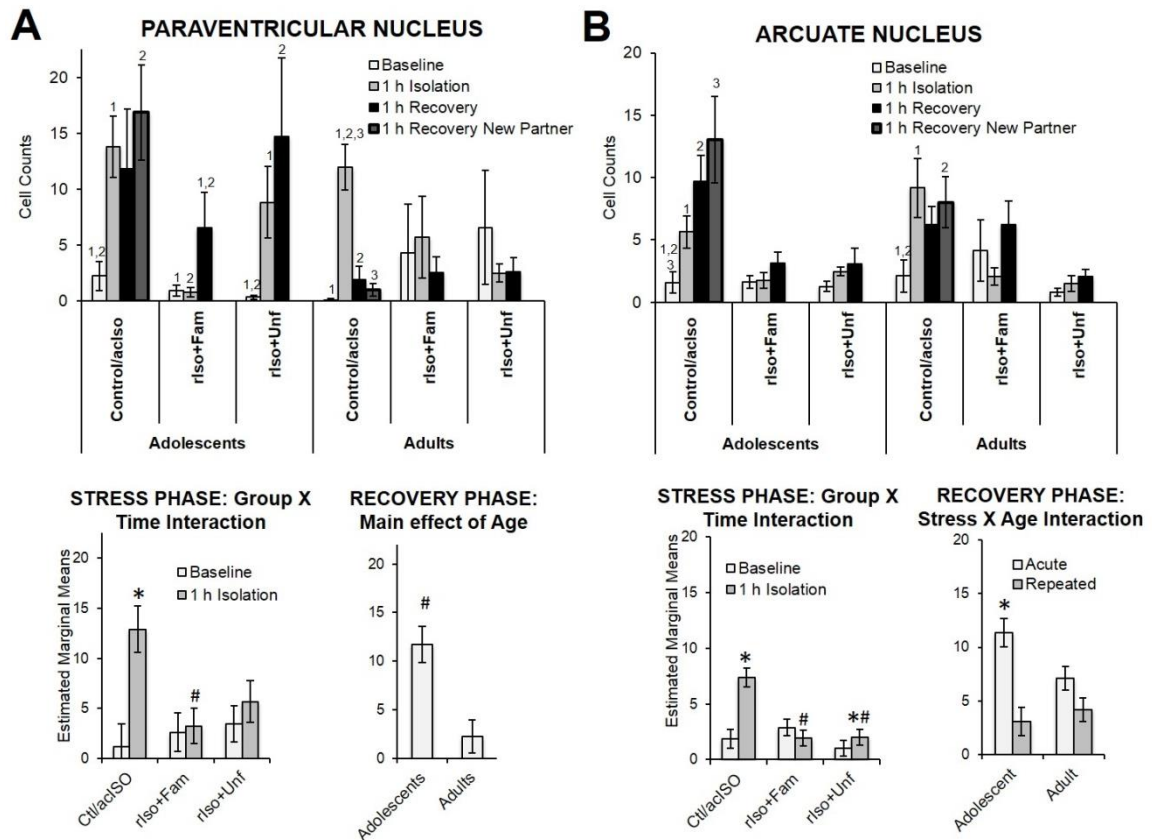 A
PARAVENTRICULAR NUCLEUS
Baseline
1 h Isolation
1 h Recovery
1 h Recovery New Partner
Cell Counts
20
15
10
5
0
1,2
1
2
1
2
1,2
1,2
1
2
1
1,2,3
2
3
Control/acIso
rIso+Fam
rIso+Unf
Control/acIso
rIso+Fam
rIso+Unf
Adolescents
Adults
B
ARCUATE NUCLEUS
Baseline
1 h Isolation
1 h Recovery
1 h Recovery New Partner
Cell Counts
20
15
10
5
0
1,2
3
1
2
3
1,2
1
2
Control/acIso
rIso+Fam
rIso+Unf
Control/acIso
rIso+Fam
rIso+Unf
Adolescents
Adults
STRESS PHASE: Group X
Time Interaction
Baseline
1 h Isolation
Estimated Marginal Means
20
15
10
5
0
*
#
Ctl/acISO
rIso+Fam
rIso+Unf
RECOVERY PHASE:
Main effect of Age
20
15
10
5
0
#
Adolescents
Adults
STRESS PHASE: Group X
Time Interaction
Baseline
1 h Isolation
Estimated Marginal Means
20
15
10
5
0
*
#
*#
Ctl/acISO
rIso+Fam
rIso+Unf
RECOVERY PHASE:
Stress X Age Interaction
Acute
Repeated
20
15
10
5
0
*
Adolescent
Adult